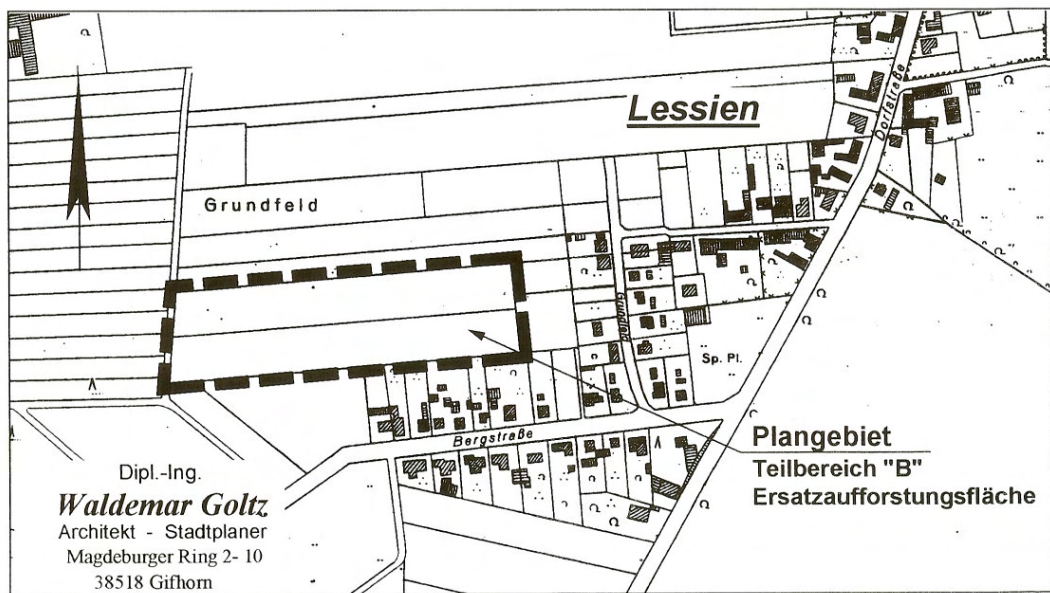 Lessien
Dorfstraße
Grundfeld
Grundfeld
Sp. Pl.
Bergstraße
Plangebiet
Teilbereich "B"
Ersatzaufforstungsfläche
Dipl.-Ing.
Waldemar Goltz
Architekt - Stadtplaner
Magdeburger Ring 2- 10
38518 Gifhorn